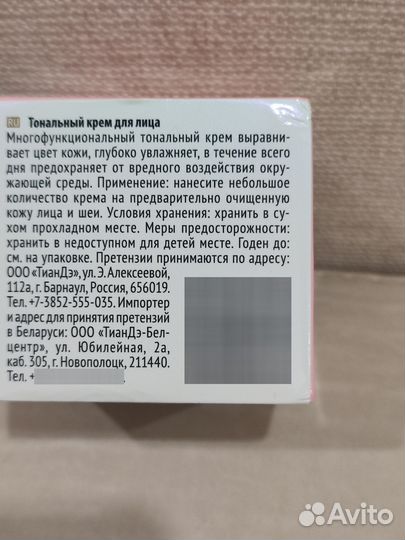 RU Тональный крем для лица
Многофункциональный тональный крем выравни-
вает цвет кожи, глубоко увлажняет, в течение всего
дня предохраняет от вредного воздействия окру-
жающей среды. Применение: нанесите небольшое
количество крема на предварительно очищенную
кожу лица и шеи. Условия хранения: хранить в су-
хом прохладном месте. Меры предосторожности:
хранить в недоступном для детей месте. Годен до:
см. на упаковке. Претензии принимаются по адресу:
ООО «ТианДэ», ул. Э. Алексеевой,
112а, г. Барнаул, Россия, 656019.
Тел. +7-3852-555-035. Импортер
и адрес для принятия претензий
в Беларуси: ООО «ТианДэ-Бел-
центр», ул. Юбилейная, 2а,
каб. 305, г. Новополоцк, 211440.
Тел. +
Avito